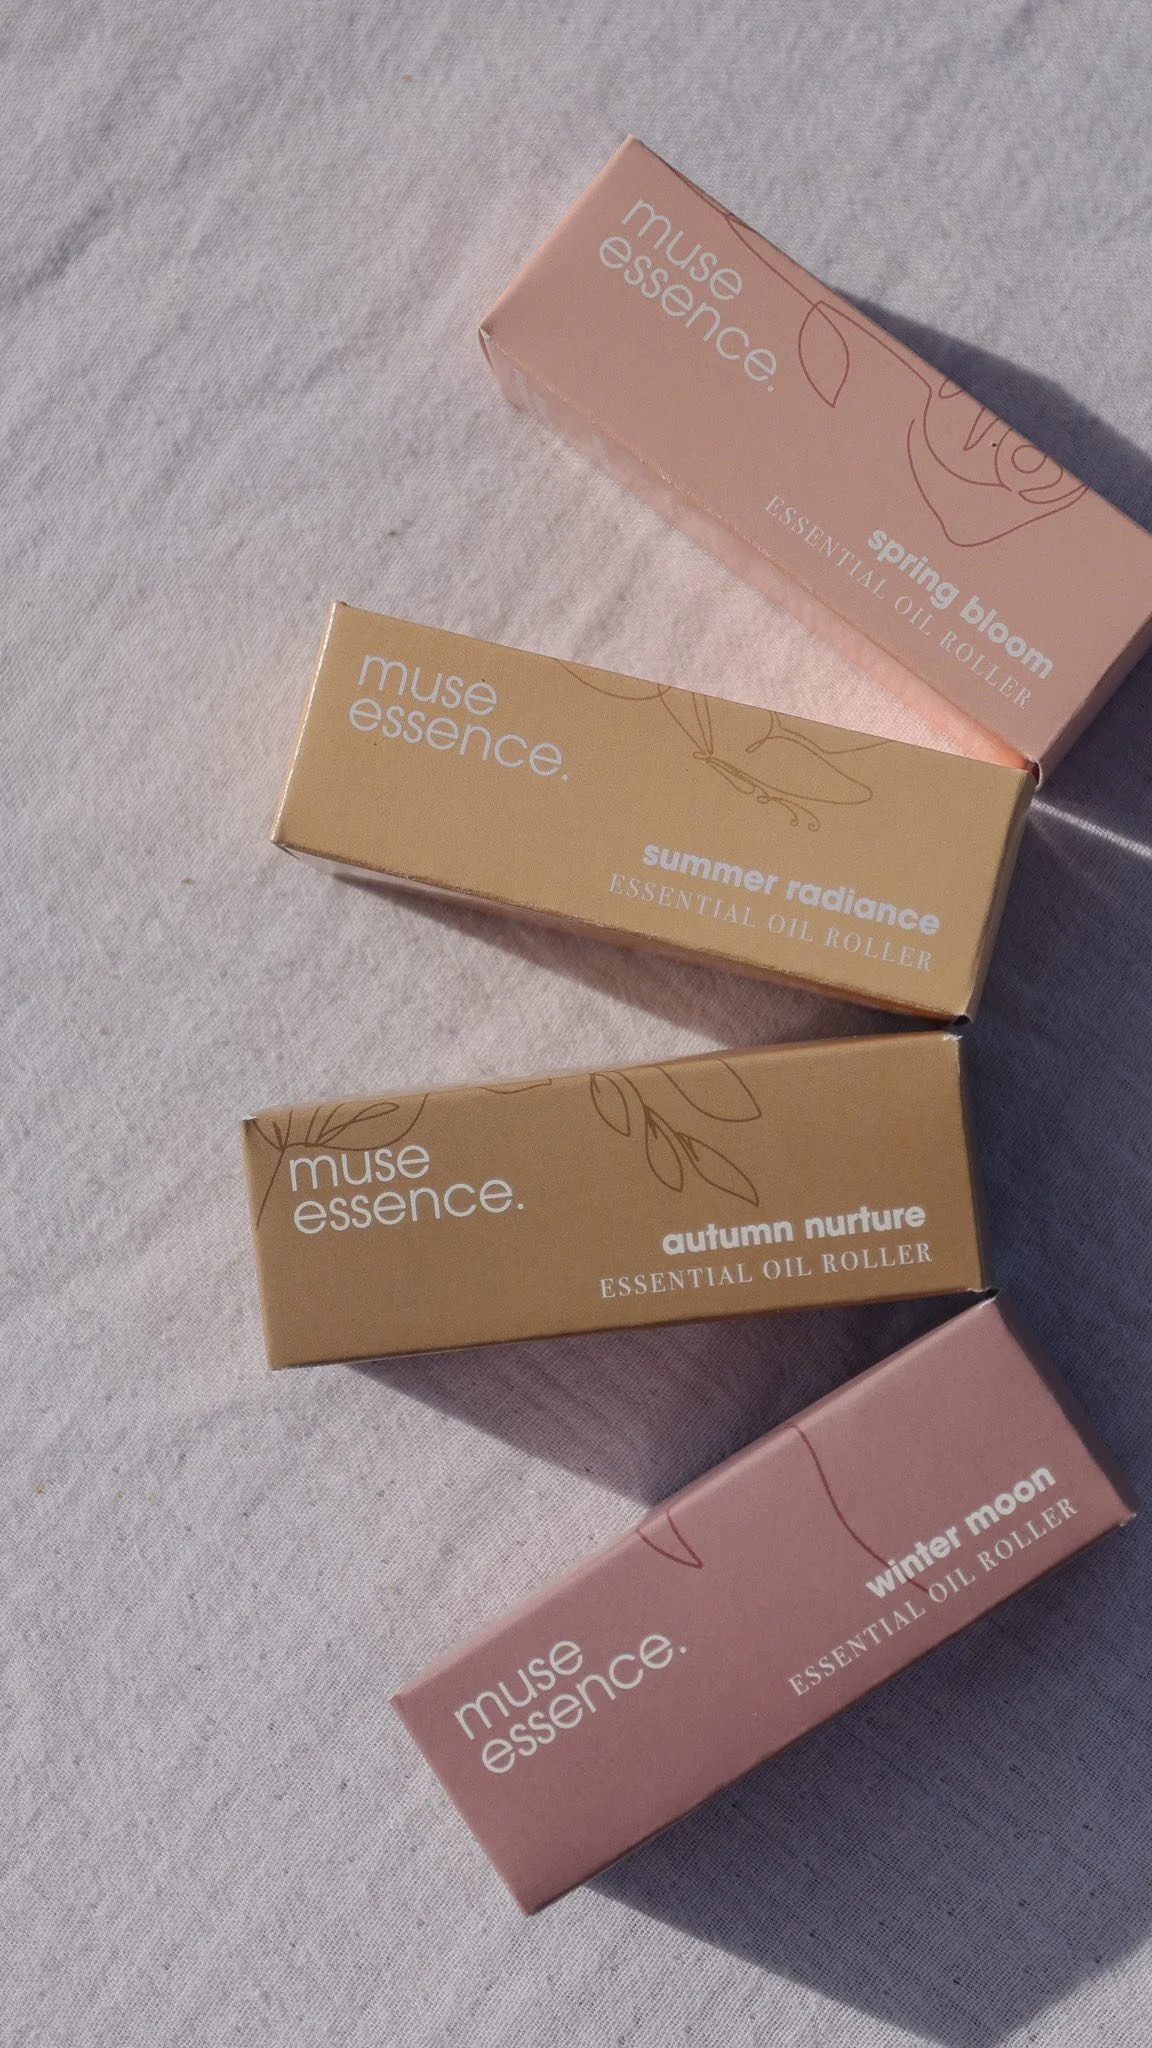 muse
essence.
spring bloom
ESSENTIAL OIL ROLLER
muse
essence.
summer radiance
ESSENTIAL OIL ROLLER
muse
essence.
autumn nurture
ESSENTIAL OIL ROLLER
muse
essence.
winter moon
ESSENTIAL OIL ROLLER